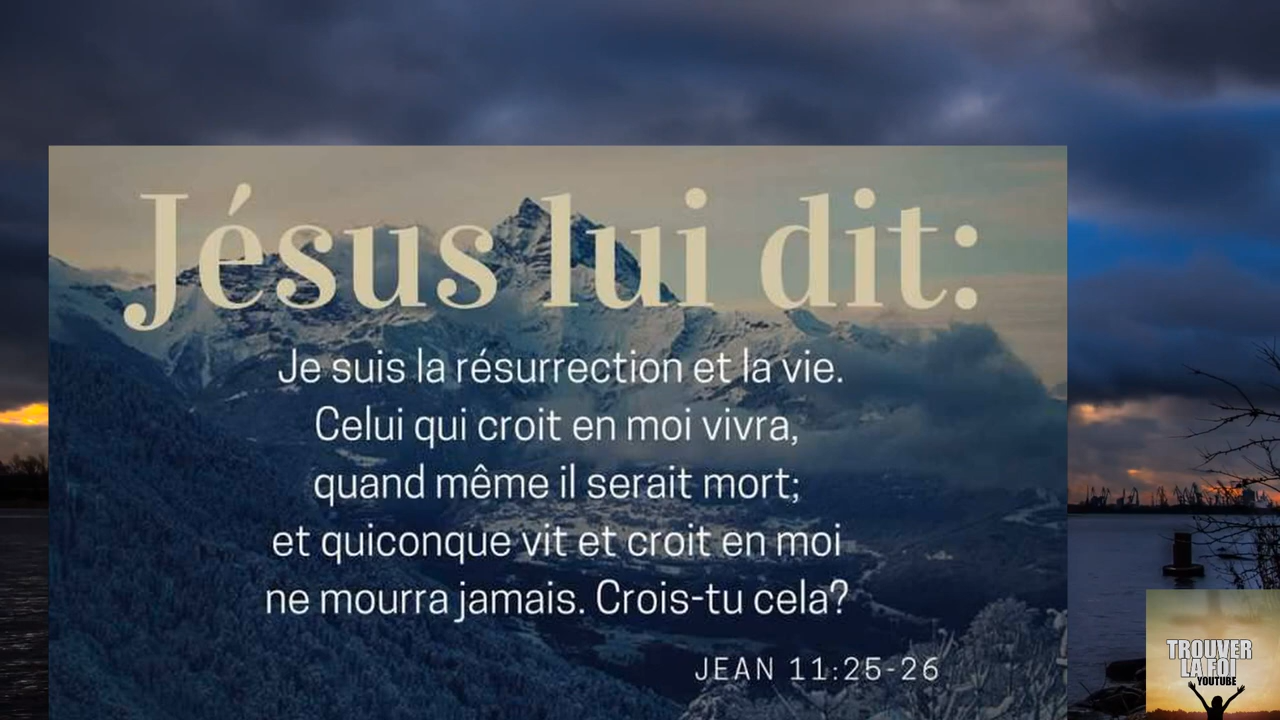 Jésus lui dit:
Je suis la résurrection et la vie.
Celui qui croit en moi vivra,
quand même il serait mort;
et quiconque vit et croit en moi
ne mourra jamais. Crois-tu cela?
JEAN 11:25-26
TROUVER
LA FOI
YOUTUBE